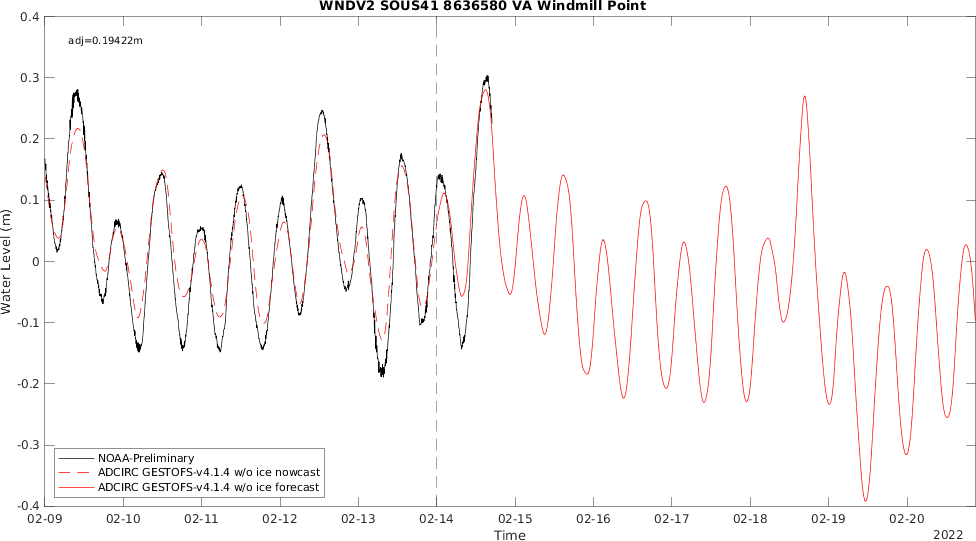 WNDV2 SOUS41 8636580 VA Windmill Point
adj=0.19422m
0.4
0.3
0.2
0.1
0
-0.1
-0.2
-0.3
-0.4
Water Level (m)
NOAA-Preliminary
ADCIRC GESTOFS-v4.1.4 w/o ice nowcast
ADCIRC GESTOFS-v4.1.4 w/o ice forecast
02-09 02-10 02-11 02-12 02-13 02-14 02-15 02-16 02-17 02-18 02-19 02-20
Time
2022